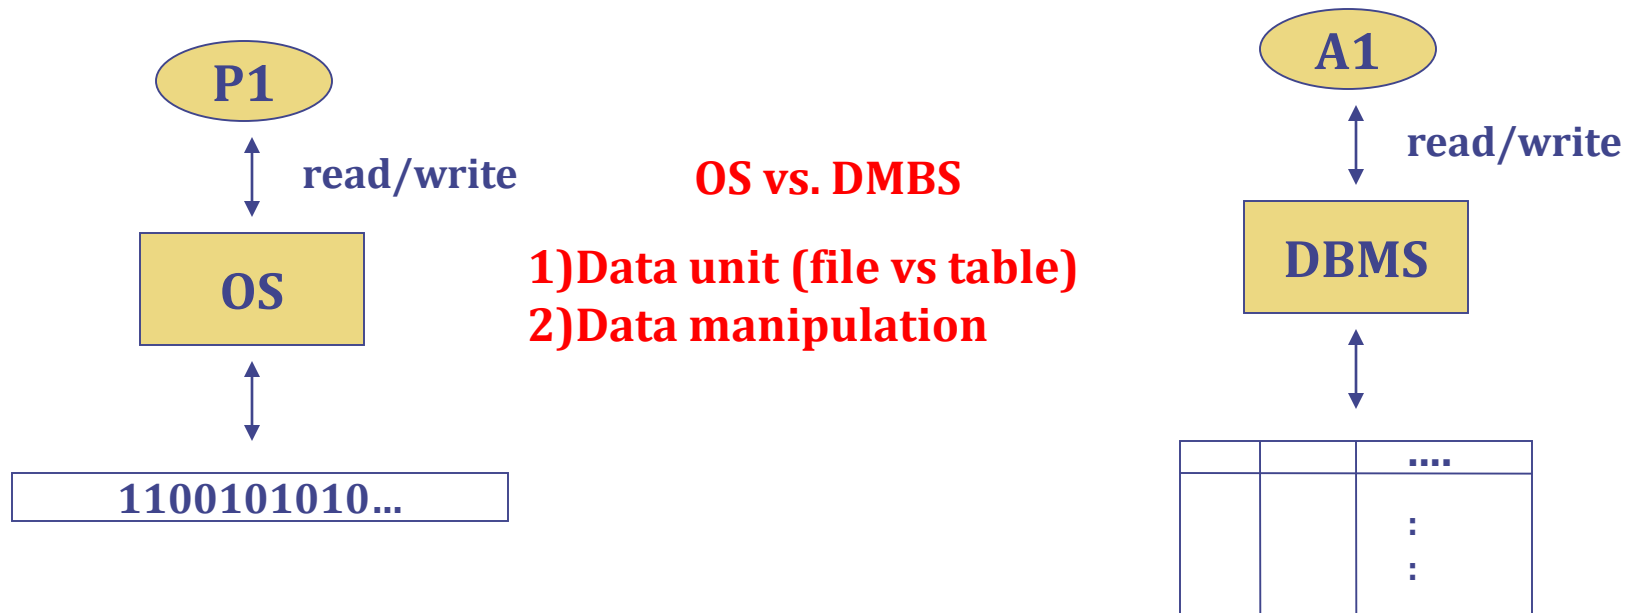 P1
read/write
OS
1100101010...
OS vs. DMBS
1)Data unit (file vs table)
2)Data manipulation
A1
read/write
DBMS
....
:
: